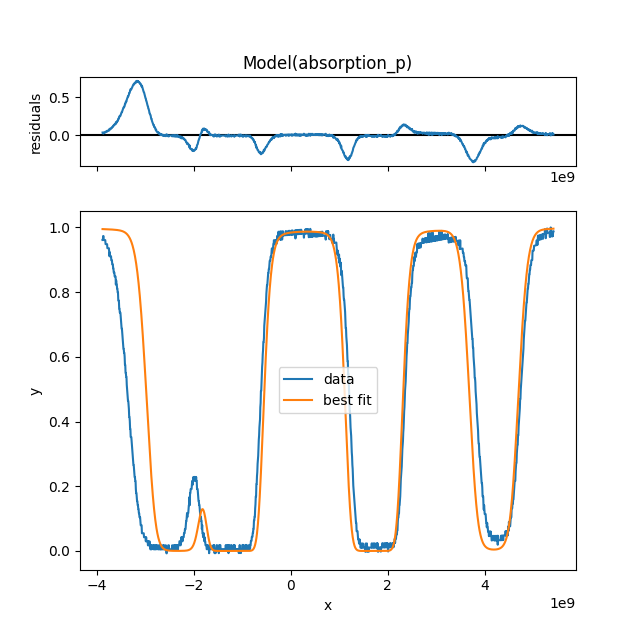 Model(absorption_p)
residuals
0.5
0.0
1e9
y
1.0
0.8
0.6
0.4
0.2
0.0
data
best fit
−4
−2
0
2
4
x
1e9